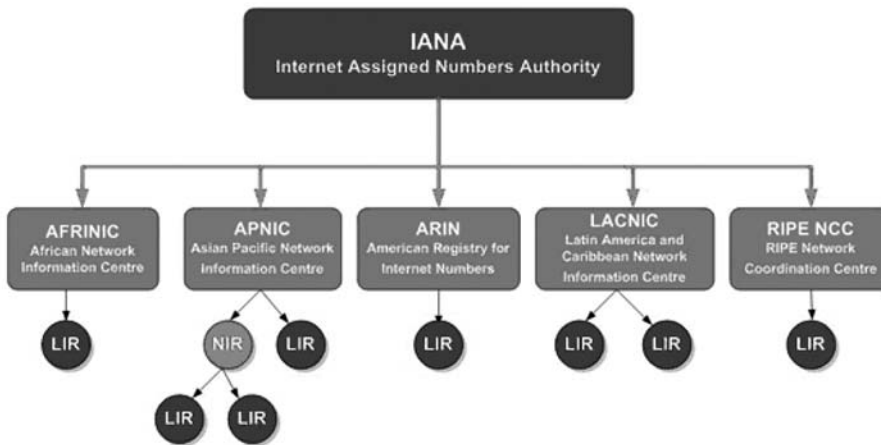 IANA
Internet Assigned Numbers Authority
AFRINIC
African Network
Information Centre
APNIC
Asian Pacific Network
Information Centre
ARIN
American Registry for
Internet Numbers
LACNIC
Latin America and
Caribbean Network
Information Centre
RIPE NCC
RIPE Network
Coordination Centre
LIR
NIR
LIR
LIR
LIR
LIR
LIR
LIR
LIR